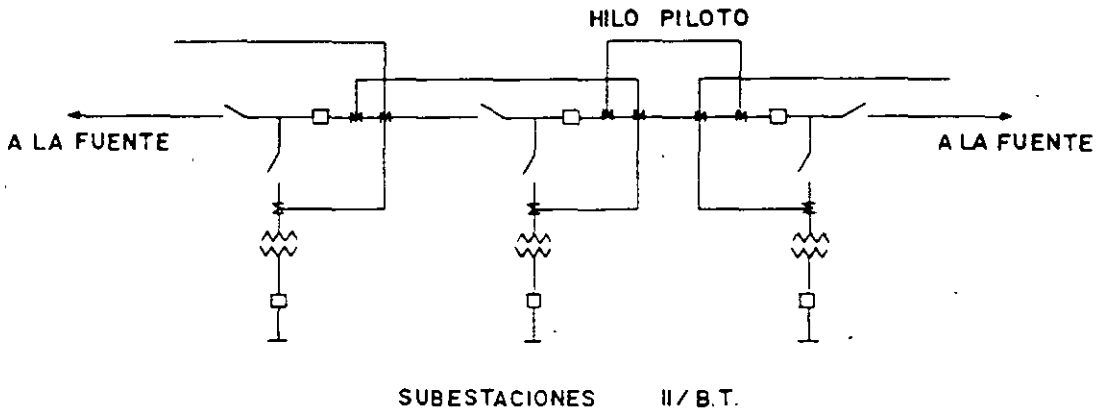 HILO PILOTO
A LA FUENTE
A LA FUENTE
SUBESTACIONES II/B.T.